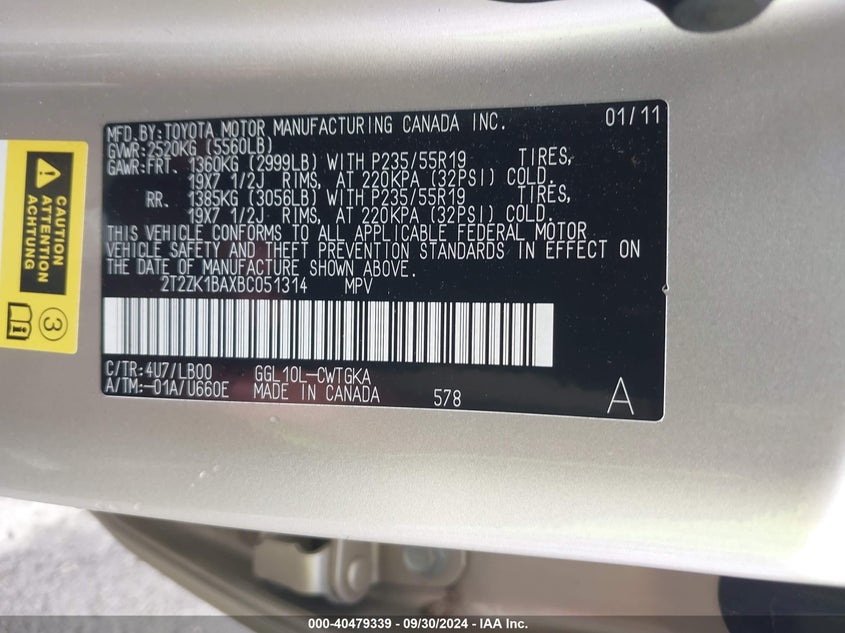 MFD.BY:TOYOTA MOTOR MANUFACTURING CANADA INC. 01/11
GVWR:2520KG (5560LB)
GAWR:FRT. 1360KG (2999LB) WITH P235/55R19 TIRES,
19X7 1/2J RIMS, AT 220KPA (32PSI) COLD.
RR. 1385KG (3056LB) WITH P235/55R19 TIRES,
19X7 1/2J RIMS, AT 220KPA (32PSI) COLD.
THIS VEHICLE CONFORMS TO ALL APPLICABLE FEDERAL MOTOR
VEHICLE SAFETY AND THEFT PREVENTION STANDARDS IN EFFECT ON
THE DATE OF MANUFACTURE SHOWN ABOVE.
2T2ZK1BAXBC051314 MPV
C/TR:4U7/LB00 GGL10L-CWTGKA
A/TM:-01A/U660E MADE IN CANADA 578 A
CAUTION
ATTENTION
ACHTUNG
3
000-40479339 - 09/30/2024 - IAA Inc.